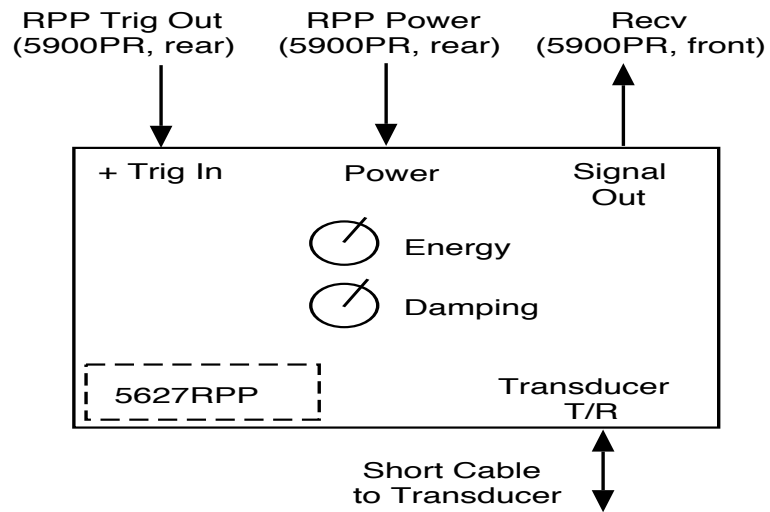 RPP Trig Out
(5900PR, rear)
RPP Power
(5900PR, rear)
Recv
(5900PR, front)
+ Trig In
Power
Signal
Out
Energy
Damping
5627RPP
Transducer
T/R
Short Cable
to Transducer